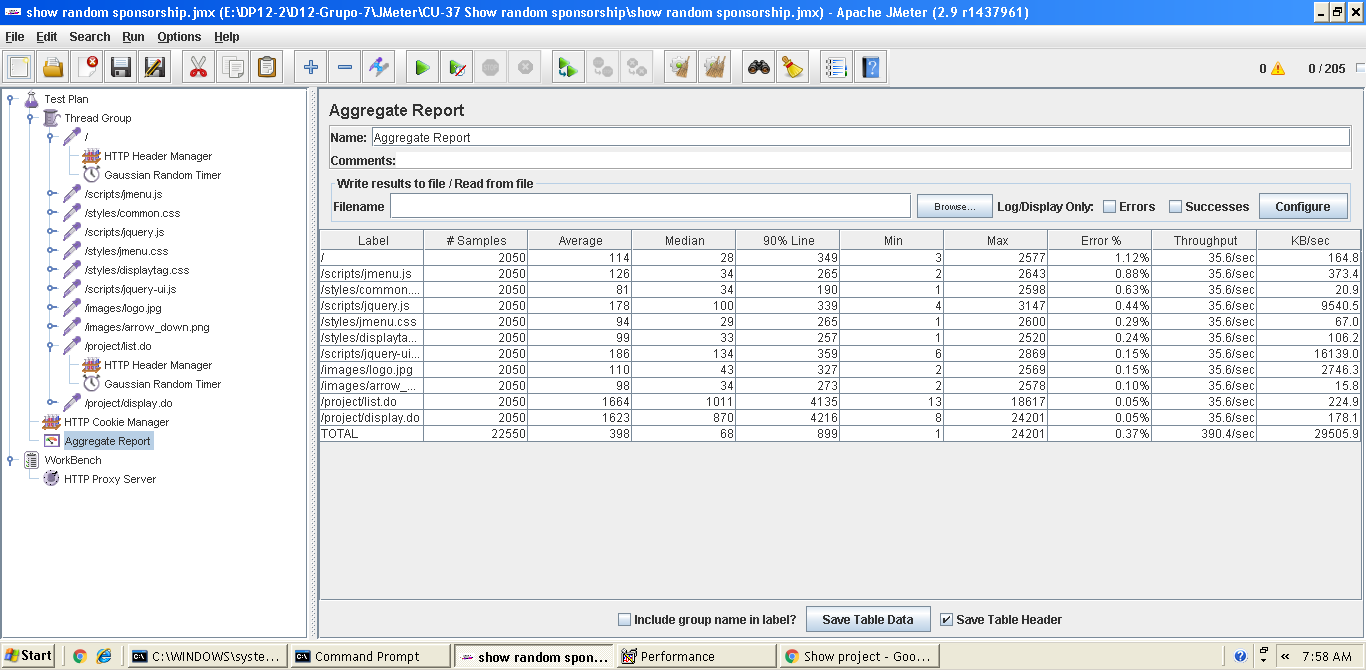 show random sponsorship.jmx (E:\DP12-2\D12-Grupo-7\JMeter\CU-37 Show random sponsorship\show random sponsorship.jmx) - Apache JMeter (2.9 r1437961)
File Edit Search Run Options Help
0 0 / 205
Test Plan
Thread Group
/
HTTP Header Manager
Gaussian Random Timer
/scripts/jmenu.js
/styles/common.css
/scripts/jquery.js
/styles/jmenu.css
/styles/displaytag.css
/scripts/jquery-ui.js
/images/logo.jpg
/images/arrow_down.png
/project/list.do
HTTP Header Manager
Gaussian Random Timer
/project/display.do
HTTP Cookie Manager
Aggregate Report
WorkBench
HTTP Proxy Server
Aggregate Report
Name: Aggregate Report
Comments:
Write results to file / Read from file
Filename Browse... Log/Display Only: Errors Successes Configure
Label # Samples Average Median 90% Line Min Max Error % Throughput KB/sec
/ 2050 114 28 349 3 2577 1.12% 35.6/sec 164.8
/scripts/jmenu.js 2050 126 34 265 2 2643 0.88% 35.6/sec 373.4
/styles/common.... 2050 81 34 190 1 2598 0.63% 35.6/sec 20.9
/scripts/jquery.js 2050 178 100 339 4 3147 0.44% 35.6/sec 9540.5
/styles/jmenu.css 2050 94 29 265 1 2600 0.29% 35.6/sec 67.0
/styles/displayta... 2050 99 33 257 1 2520 0.24% 35.6/sec 106.2
/scripts/jquery-ui... 2050 186 134 359 6 2869 0.15% 35.6/sec 16139.0
/images/logo.jpg 2050 110 43 327 2 2569 0.15% 35.6/sec 2746.3
/images/arrow_... 2050 98 34 273 2 2578 0.10% 35.6/sec 15.8
/project/list.do 2050 1664 1011 4135 13 18617 0.05% 35.6/sec 224.9
/project/display.do 2050 1623 870 4216 8 24201 0.05% 35.6/sec 178.1
TOTAL 22550 398 68 899 1 24201 0.37% 390.4/sec 29505.9
Include group name in label? Save Table Data Save Table Header
Start C:\WINDOWS\syste... Command Prompt show random spon... Performance Show project - Goo... 7:58 AM